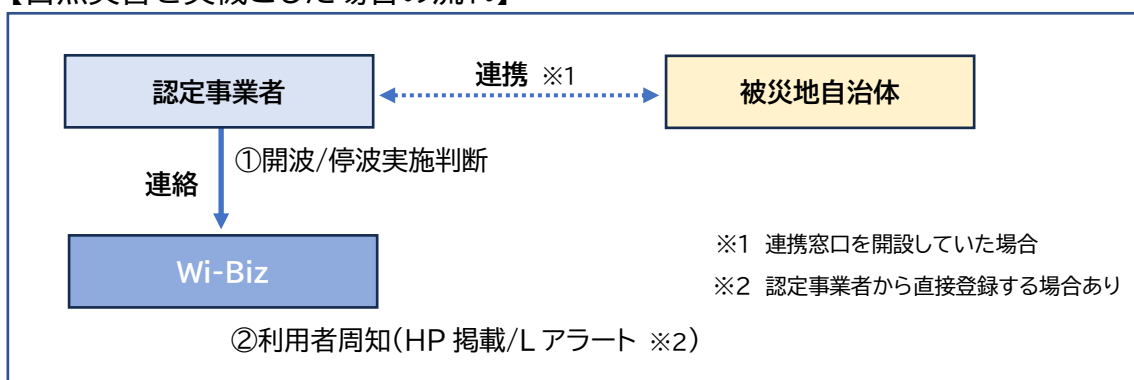 【自然災害を契機とした場合の流れ】
認定事業者
連携 ※1
被災地自治体
①開波/停波実施判断
連絡
Wi-Biz
※1 連携窓口を開設していた場合
※2 認定事業者から直接登録する場合あり
②利用者周知(HP 掲載/L アラート ※2)